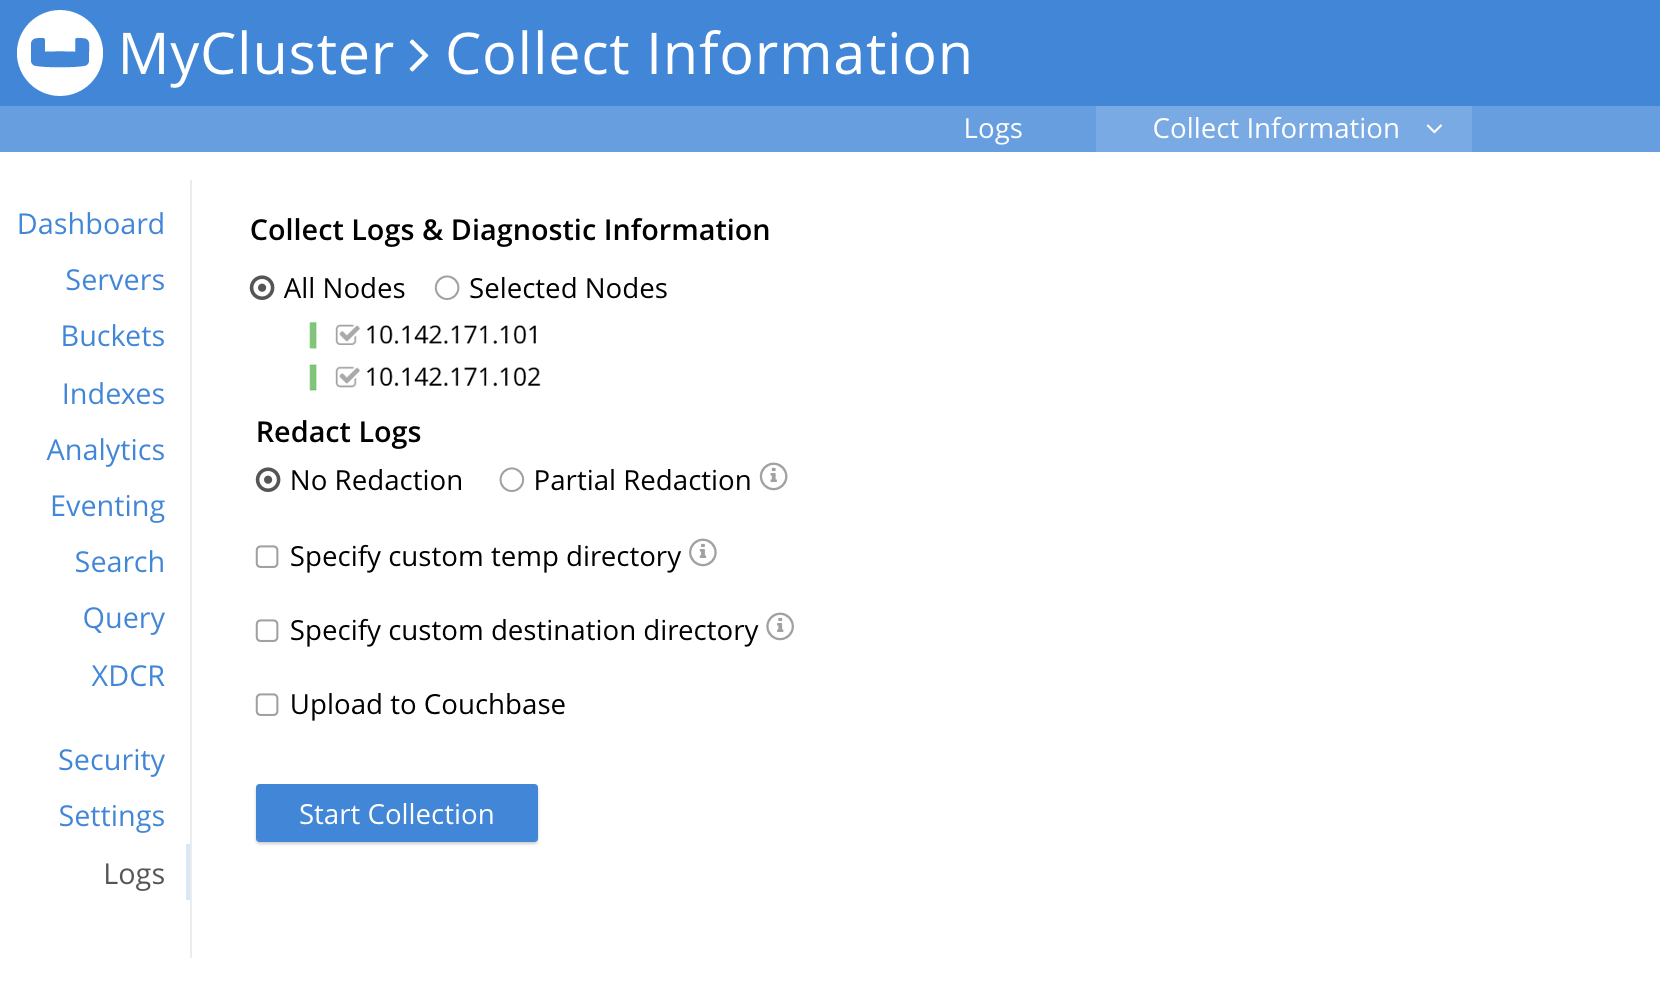 MyCluster > Collect Information
Logs Collect Information
Dashboard
Servers
Buckets
Indexes
Analytics
Eventing
Search
Query
XDCR
Security
Settings
Logs
Collect Logs & Diagnostic Information
All Nodes Selected Nodes
10.142.171.101
10.142.171.102
Redact Logs
No Redaction Partial Redaction
Specify custom temp directory
Specify custom destination directory
Upload to Couchbase
Start Collection